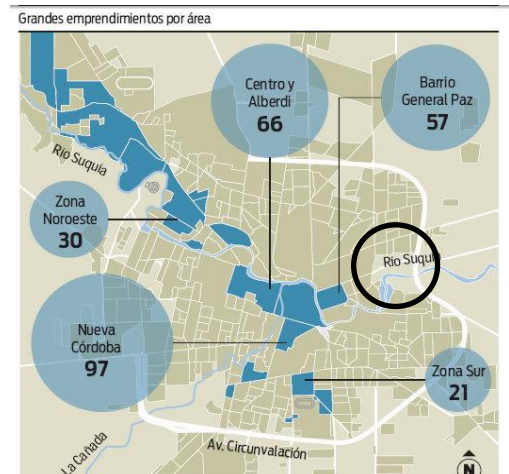 Grandes emprendimientos por área
Centro y
Alberdi
66
Barrio
General Paz
57
Río Suquía
Zona
Noroeste
30
Río Suquía
Nueva
Córdoba
97
Zona Sur
21
La Cañada
Av. Circunvalación
N